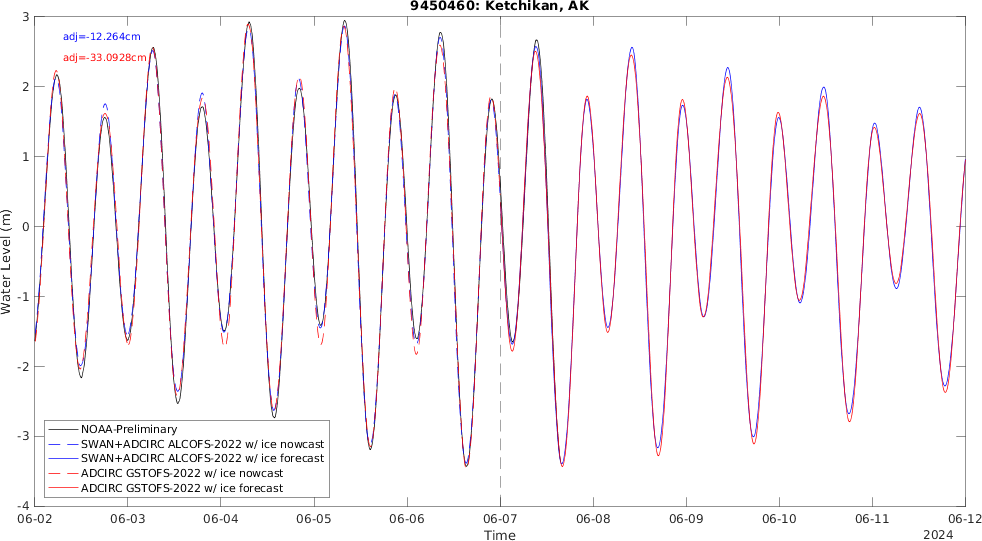 9450460: Ketchikan, AK
adj=-12.264cm
adj=-33.0928cm
Water Level (m)
3
2
1
0
-1
-2
-3
-4
NOAA-Preliminary
SWAN+ADCIRC ALCOFS-2022 w/ ice nowcast
SWAN+ADCIRC ALCOFS-2022 w/ ice forecast
ADCIRC GSTOFS-2022 w/ ice nowcast
ADCIRC GSTOFS-2022 w/ ice forecast
06-02 06-03 06-04 06-05 06-06 06-07 06-08 06-09 06-10 06-11 06-12
Time
2024